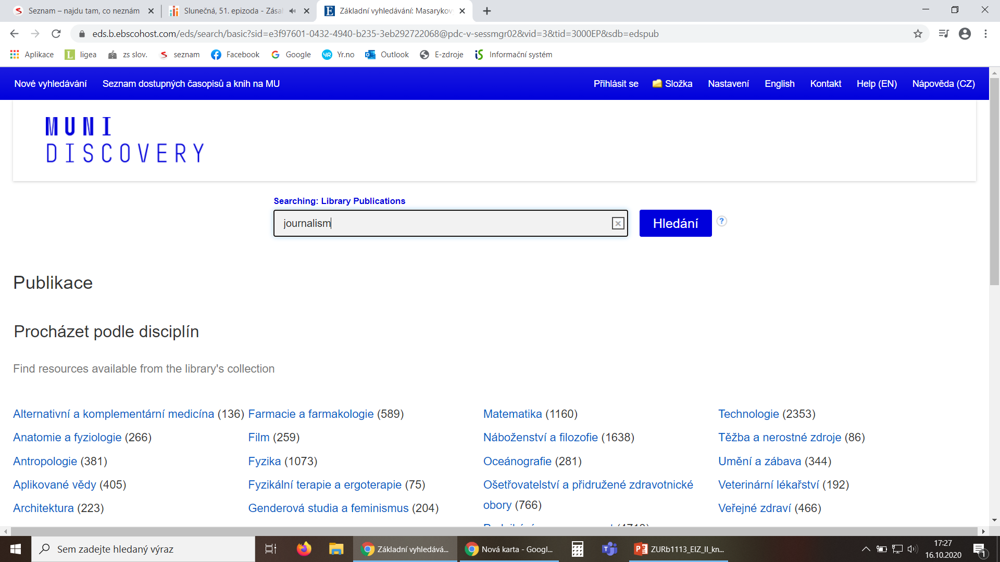 Seznam – najdu tam, co neznám
Slunečná, 51. epizoda - Zása
Základní vyhledávání: Masarykov
eds.b.ebscohost.com/eds/search/basic?sid=e3f97601-0432-4940-b235-3eb292722068@pdc-v-sessmgr02&vid=3&tid=3000EP&sdb=edspub
Aplikace ligea zs slov. seznam Facebook Google Yr.no Outlook E-zdroje Informační systém
Nové vyhledávání Seznam dostupných časopisů a knih na MU Přihlásit se Složka Nastavení English Kontakt Help (EN) Nápověda (CZ)
MUNI
DISCOVERY
Searching: Library Publications
journalism Hledání ?
Publikace
Procházet podle disciplín
Find resources available from the library's collection
Alternativní a komplementární medicína (136) Farmacie a farmakologie (589) Matematika (1160) Technologie (2353)
Anatomie a fyziologie (266) Film (259) Náboženství a filozofie (1638) Těžba a nerostné zdroje (86)
Antropologie (381) Fyzika (1073) Oceánografie (281) Umění a zábava (344)
Aplikované vědy (405) Fyzikální terapie a ergoterapie (75) Ošetřovatelství a přidružené zdravotnické Veterinární lékařství (192)
obory (766)
Architektura (223) Genderová studia a feminismus (204) Veřejné zdraví (466)
Sem zadejte hledaný výraz
Základní vyhledává...
Nová karta - Googl...
ZURb1113_EIZ_II_kn...
17:27
16.10.2020
1